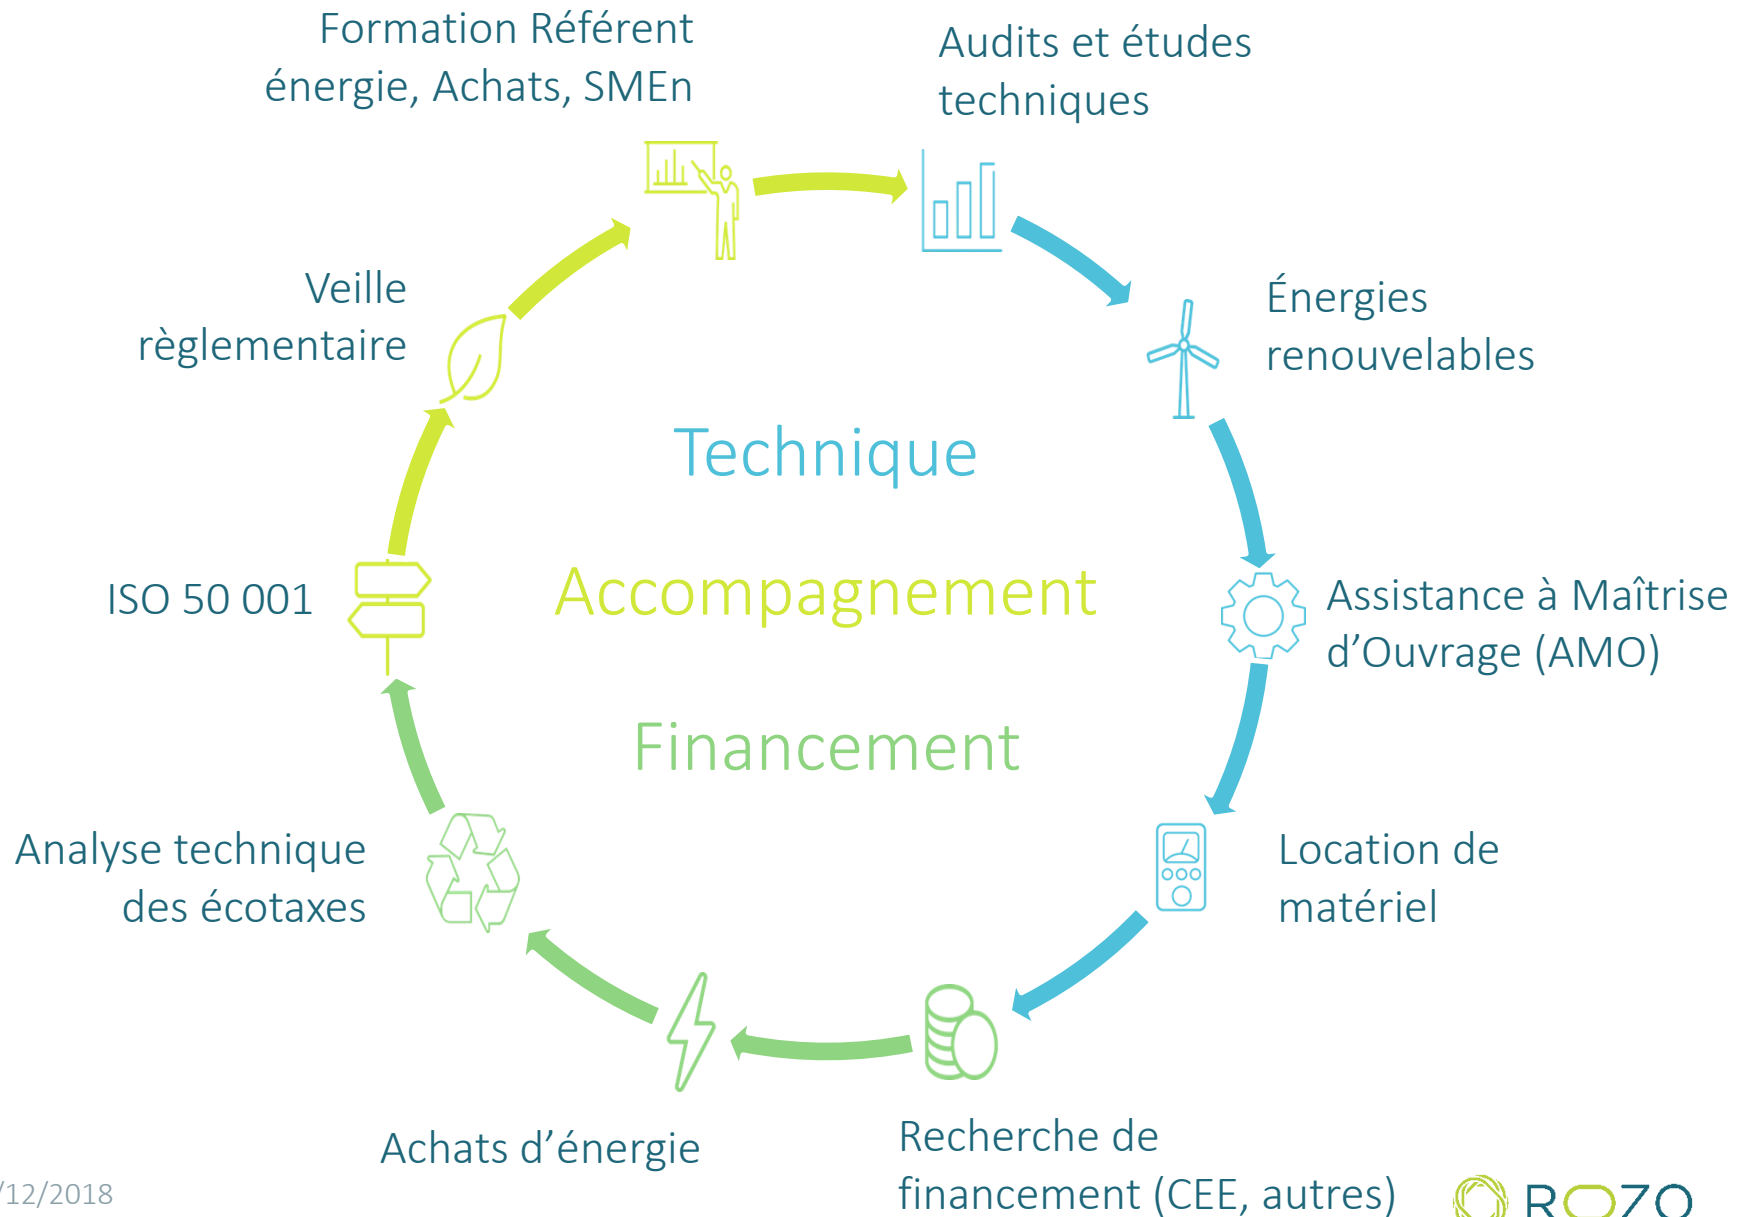 Formation Référent
énergie, Achats, SMEn
Audits et études
techniques
Veille
règlementaire
Énergies
renouvelables
Technique
ISO 50 001
Accompagnement
Assistance à Maîtrise
d’Ouvrage (AMO)
Financement
Analyse technique
des écotaxes
Location de
matériel
Achats d’énergie
Recherche de
financement (CEE, autres)
/12/2018
ROZO